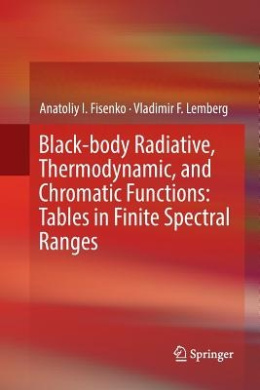 Anatoliy I. Fisenko · Vladimir F. Lemberg
Black-body Radiative,
Thermodynamic, and
Chromatic Functions:
Tables in Finite Spectral
Ranges
Springer